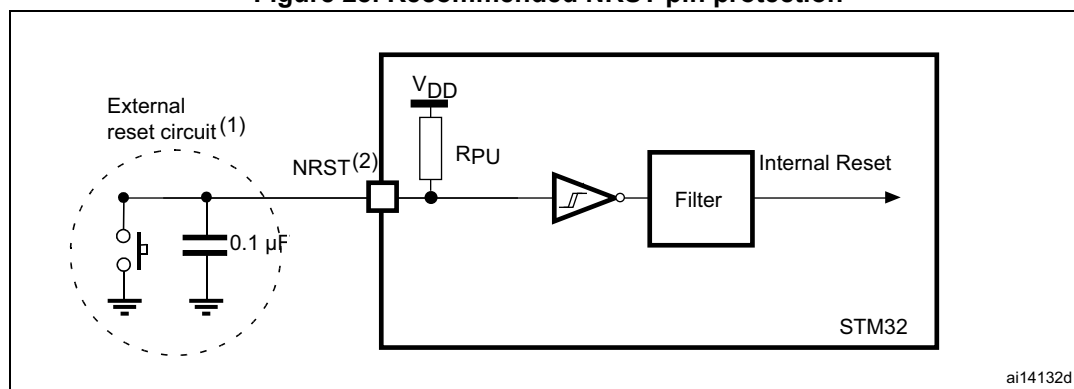 Figure Recommended NRST pin protection
External
reset circuit(1)
VDD
RPU
NRST(2)
0.1 µF
Filter
Internal Reset
STM32
ai14132d